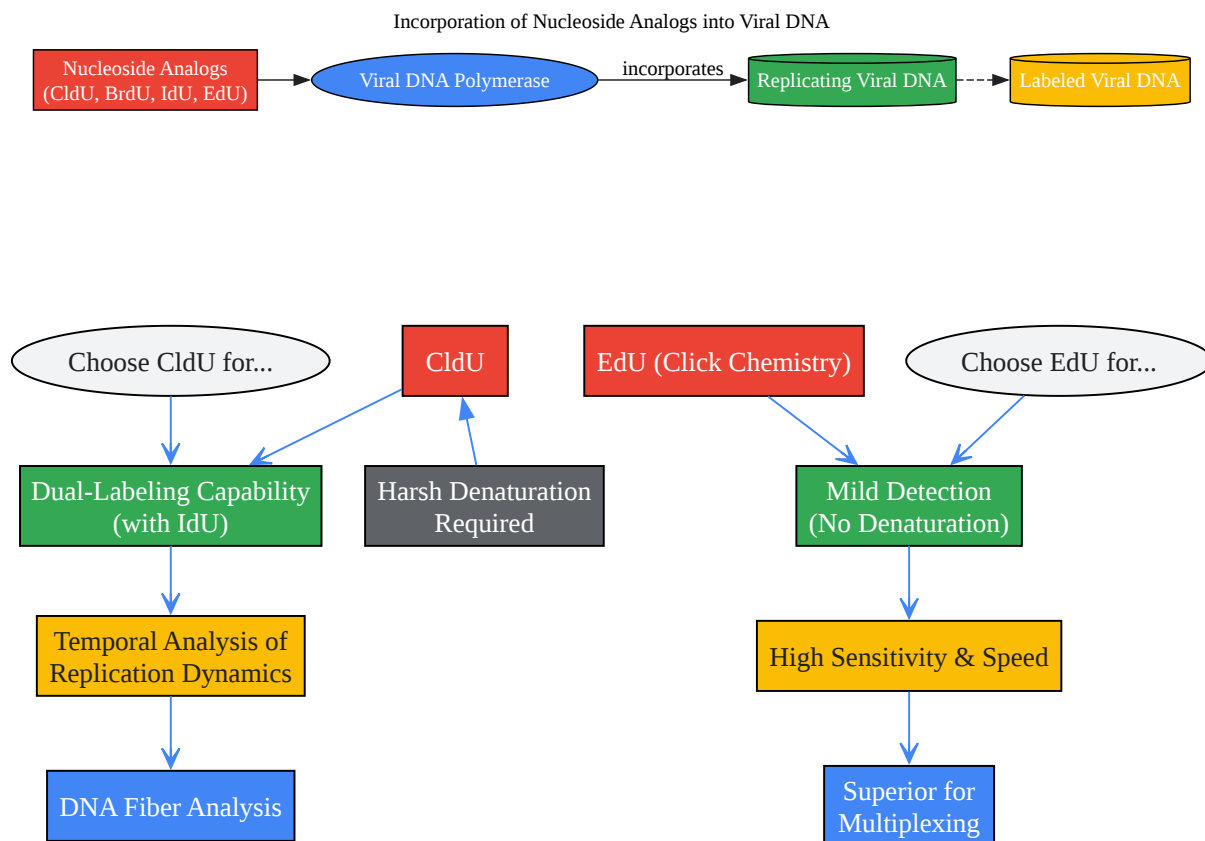 Incorporation of Nucleoside Analogs into Viral DNA
Nucleoside Analogs
(CldU, BrdU, IdU, EdU)
Viral DNA Polymerase
incorporates
Replicating Viral DNA
Labeled Viral DNA
Choose CldU for...
CldU
EdU (Click Chemistry)
Choose EdU for...
Dual-Labeling Capability
(with IdU)
Harsh Denaturation
Required
Mild Detection
(No Denaturation)
Temporal Analysis of
Replication Dynamics
High Sensitivity & Speed
DNA Fiber Analysis
Superior for
Multiplexing